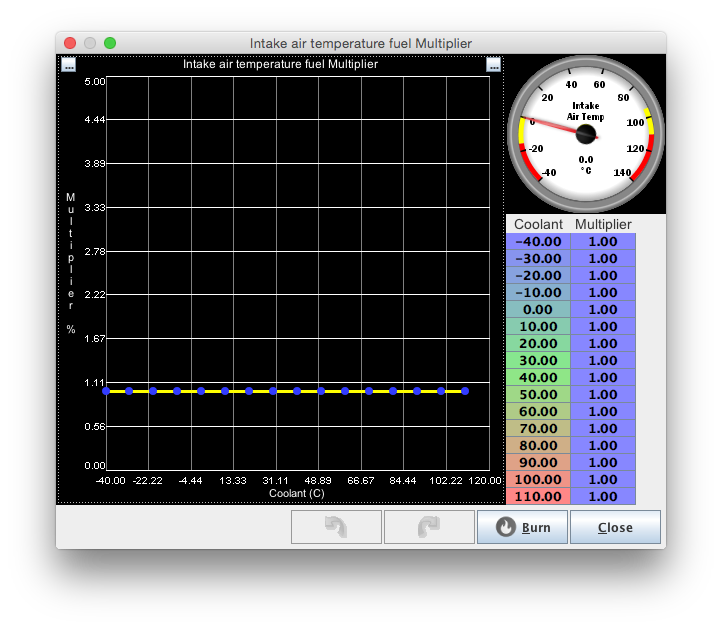 Intake air temperature fuel Multiplier
... Intake air temperature fuel Multiplier ...
5.00
4.44
3.89
3.33
2.78
2.22
1.67
1.11
0.56
0.00
Multiplier %
-40.00 -22.22 -4.44 13.33 31.11 48.89 66.67 84.44 102.22 120.00
Coolant (C)
-40 -20 0 20 40 60 80 100 120 140
Intake
Air Temp
0.0
°C
Coolant Multiplier
-40.00 1.00
-30.00 1.00
-20.00 1.00
-10.00 1.00
0.00 1.00
10.00 1.00
20.00 1.00
30.00 1.00
40.00 1.00
50.00 1.00
60.00 1.00
70.00 1.00
80.00 1.00
90.00 1.00
100.00 1.00
110.00 1.00
Burn Close